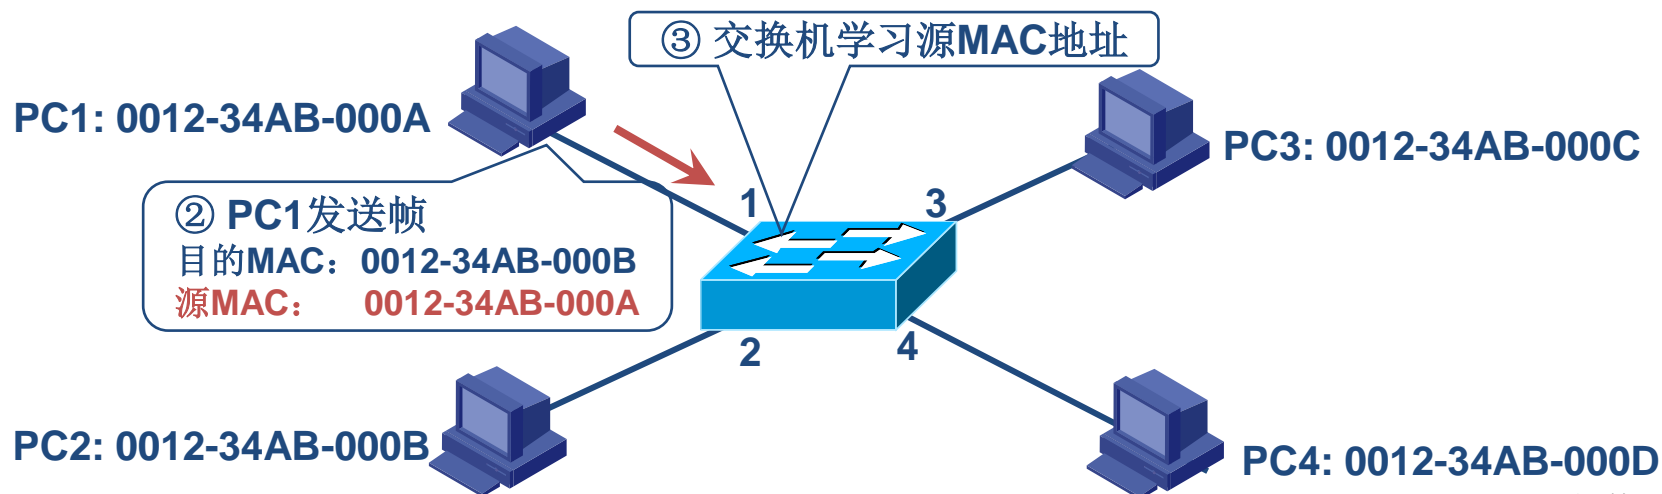 ③ 交换机学习源MAC地址
PC1: 0012-34AB-000A
PC3: 0012-34AB-000C
② PC1发送帧
目的MAC：0012-34AB-000B
源MAC： 0012-34AB-000A
1
3
2
4
PC2: 0012-34AB-000B
PC4: 0012-34AB-000D